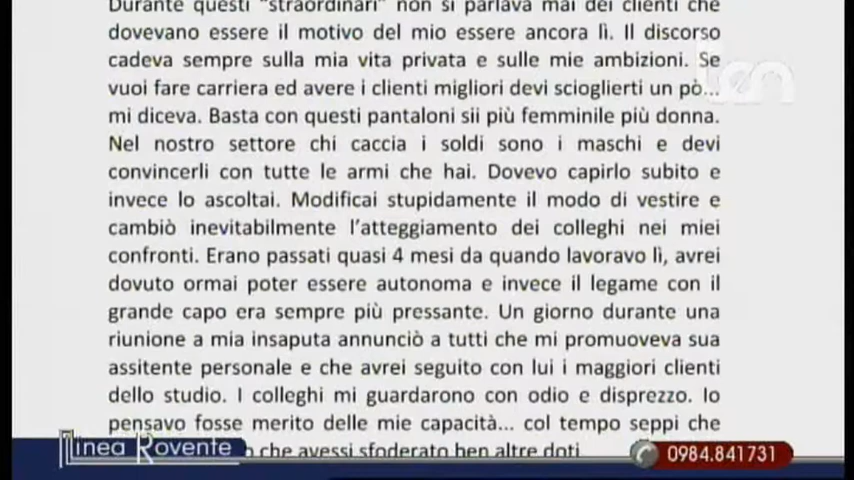 Durante questi "straordinari" non si parlava mai dei clienti che
dovevano essere il motivo del mio essere ancora lì. Il discorso
cadeva sempre sulla mia vita privata e sulle mie ambizioni. Se
vuoi fare carriera ed avere i clienti migliori devi scioglierti un pò...
mi diceva. Basta con questi pantaloni sii più femminile più donna.
Nel nostro settore chi caccia i soldi sono i maschi e devi
convincerli con tutte le armi che hai. Dovevo capirlo subito e
invece lo ascoltai. Modificai stupidamente il modo di vestire e
cambiò inevitabilmente l'atteggiamento dei colleghi nei miei
confronti. Erano passati quasi 4 mesi da quando lavoravo lì, avrei
dovuto ormai poter essere autonoma e invece il legame con il
grande capo era sempre più pressante. Un giorno durante una
riunione a mia insaputa annunciò a tutti che mi promuoveva sua
assitente personale e che avrei seguito con lui i maggiori clienti
dello studio. I colleghi mi guardarono con odio e disprezzo. Io
pensavo fosse merito delle mie capacità... col tempo seppi che
che avessi sfoderato ben altre doti
ten
Linea Rovente
0984.841731